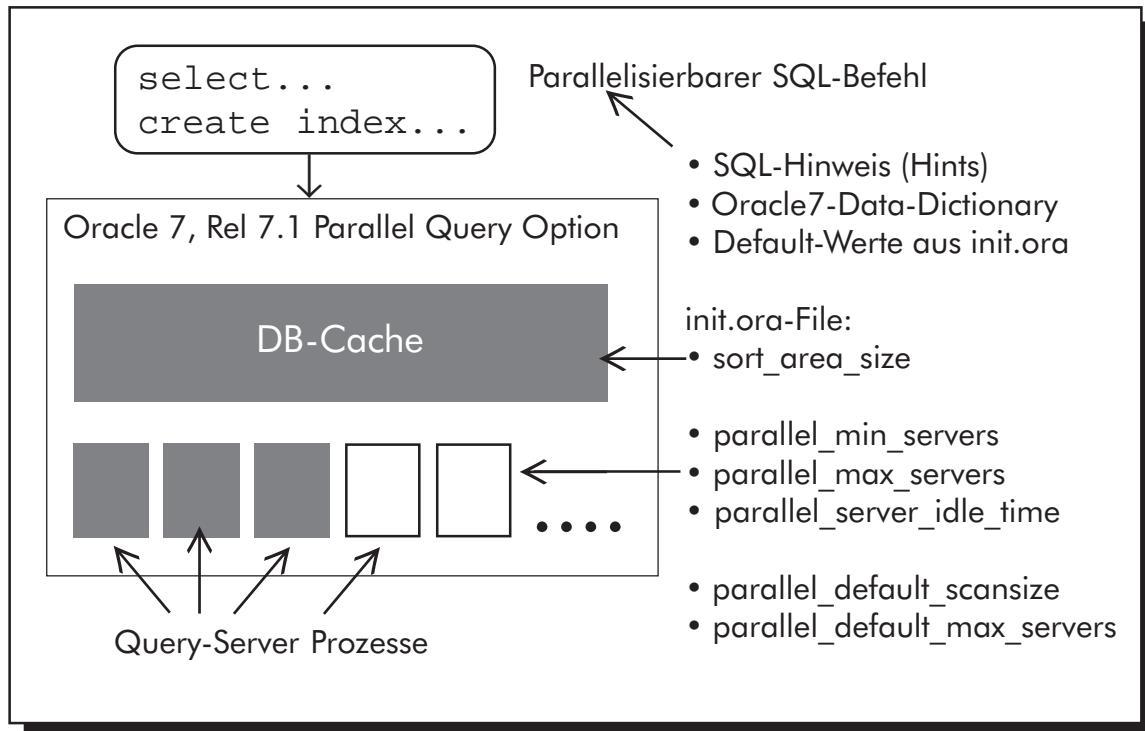 select...
create index...
Parallelisierbarer SQL-Befehl
• SQL-Hinweis (Hints)
• Oracle7-Data-Dictionary
• Default-Werte aus init.ora
Oracle 7, Rel 7.1 Parallel Query Option
DB-Cache
init.ora-File:
• sort_area_size
• parallel_min_servers
• parallel_max_servers
• parallel_server_idle_time
• parallel_default_scansize
• parallel_default_max_servers
Query-Server Prozesse